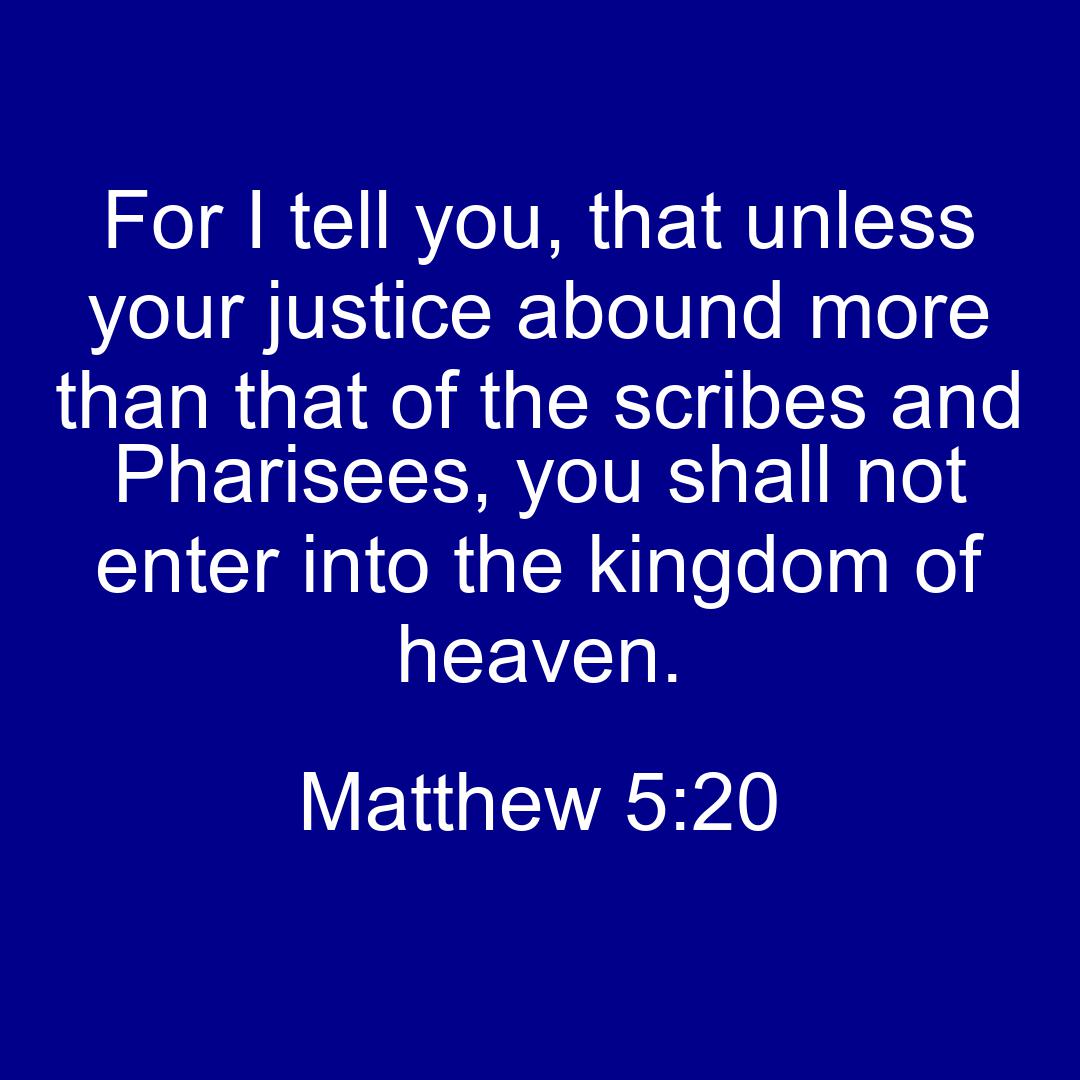 For I tell you, that unless
your justice abound more
than that of the scribes and
Pharisees, you shall not
enter into the kingdom of
heaven.
Matthew 5:20